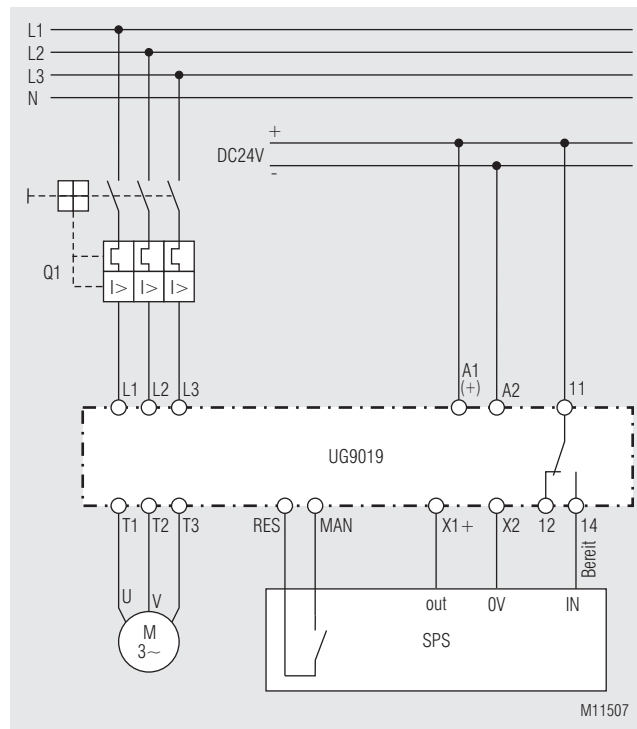 L1
L2
L3
N
+
DC24V
-
Q1
I> I> I>
L1 L2 L3 A1 (+) A2 11
UG9019
T1 T2 T3 RES MAN X1+ X2 12 14
Bereit
U V
M
3~
out 0V IN
SPS
M11507